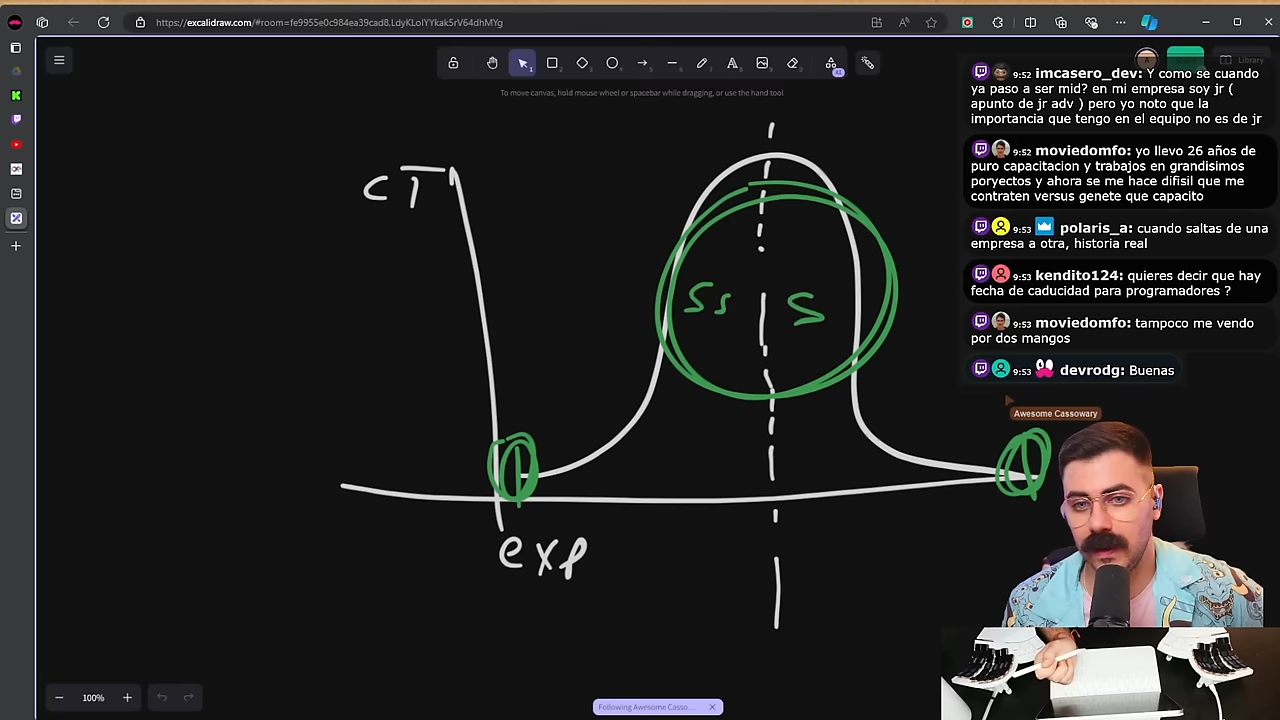 https://excalidraw.com/#room=fe9955e0c984ea39cad8.LdyKLoIYYkak5rV64dhMYg
To move canvas, hold mouse wheel or spacebar while dragging, or use the hand tool
Library
9:52 imcasero_dev: Y como se cuando
ya paso a ser mid? en mi empresa soy jr (
apunto de jr adv ) pero yo noto que la
importancia que tengo en el equipo no es de jr
9:52 moviedomfo: yo llevo 26 años de
puro capacitacion y trabajos en grandisimos
poryectos y ahora se me hace difisil que me
contraten versus genete que capacito
9:53 polaris_a: cuando saltas de una
empresa a otra, historia real
9:53 kendito124: quieres decir que hay
fecha de caducidad para programadores ?
9:53 moviedomfo: tampoco me vendo
por dos mangos
9:53 devrodg: Buenas
Awesome Cassowary
CT
Ss
S
exp
100%
Following Awesome Casso...